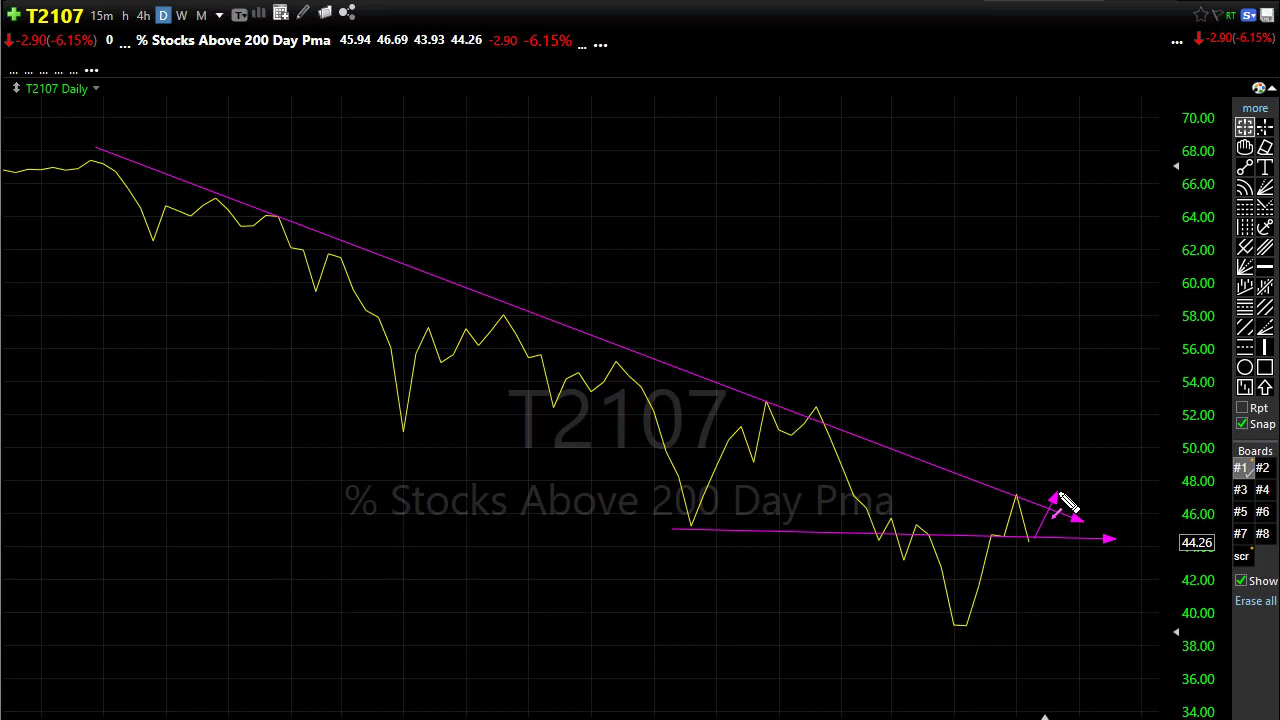 T2107 15m h 4h D W M T RT S
-2.90(-6.15%) 0 ... % Stocks Above 200 Day Pma 45.94 46.69 43.93 44.26 -2.90 -6.15% ... ... ... -2.90(-6.15%)
... ... ... ... ... ...
T2107 Daily
more
70.00
68.00
66.00
64.00
62.00
60.00
58.00
56.00
54.00
52.00
50.00
48.00
46.00
44.26
42.00
40.00
38.00
36.00
34.00
T2107
% Stocks Above 200 Day Pma
T
Rpt
Snap
Boards
#1 #2
#3 #4
#5 #6
#7 #8
scr
Show
Erase all